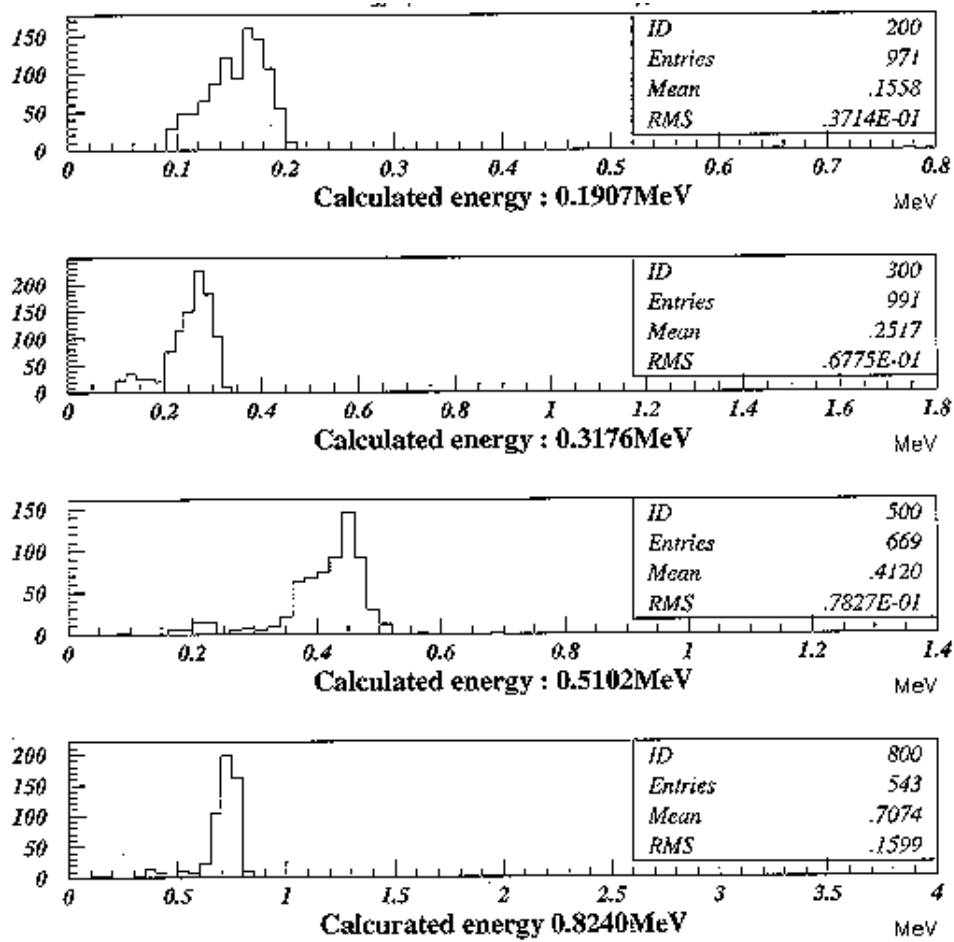 150
100
50
0
ID 200
Entries 971
Mean .1558
RMS .3714E-01
0 0.1 0.2 0.3 0.4 0.5 0.6 0.7 0.8
Calculated energy : 0.1907MeV
MeV
200
150
100
50
0
ID 300
Entries 991
Mean .2517
RMS .6775E-01
0 0.2 0.4 0.6 0.8 1 1.2 1.4 1.6 1.8
Calculated energy : 0.3176MeV
MeV
150
100
50
0
ID 500
Entries 669
Mean .4120
RMS .7827E-01
0 0.2 0.4 0.6 0.8 1 1.2 1.4
Calculated energy : 0.5102MeV
MeV
200
150
100
50
0
ID 800
Entries 543
Mean .7074
RMS .1599
0 0.5 1 1.5 2 2.5 3 3.5 4
Calcurated energy 0.8240MeV
MeV